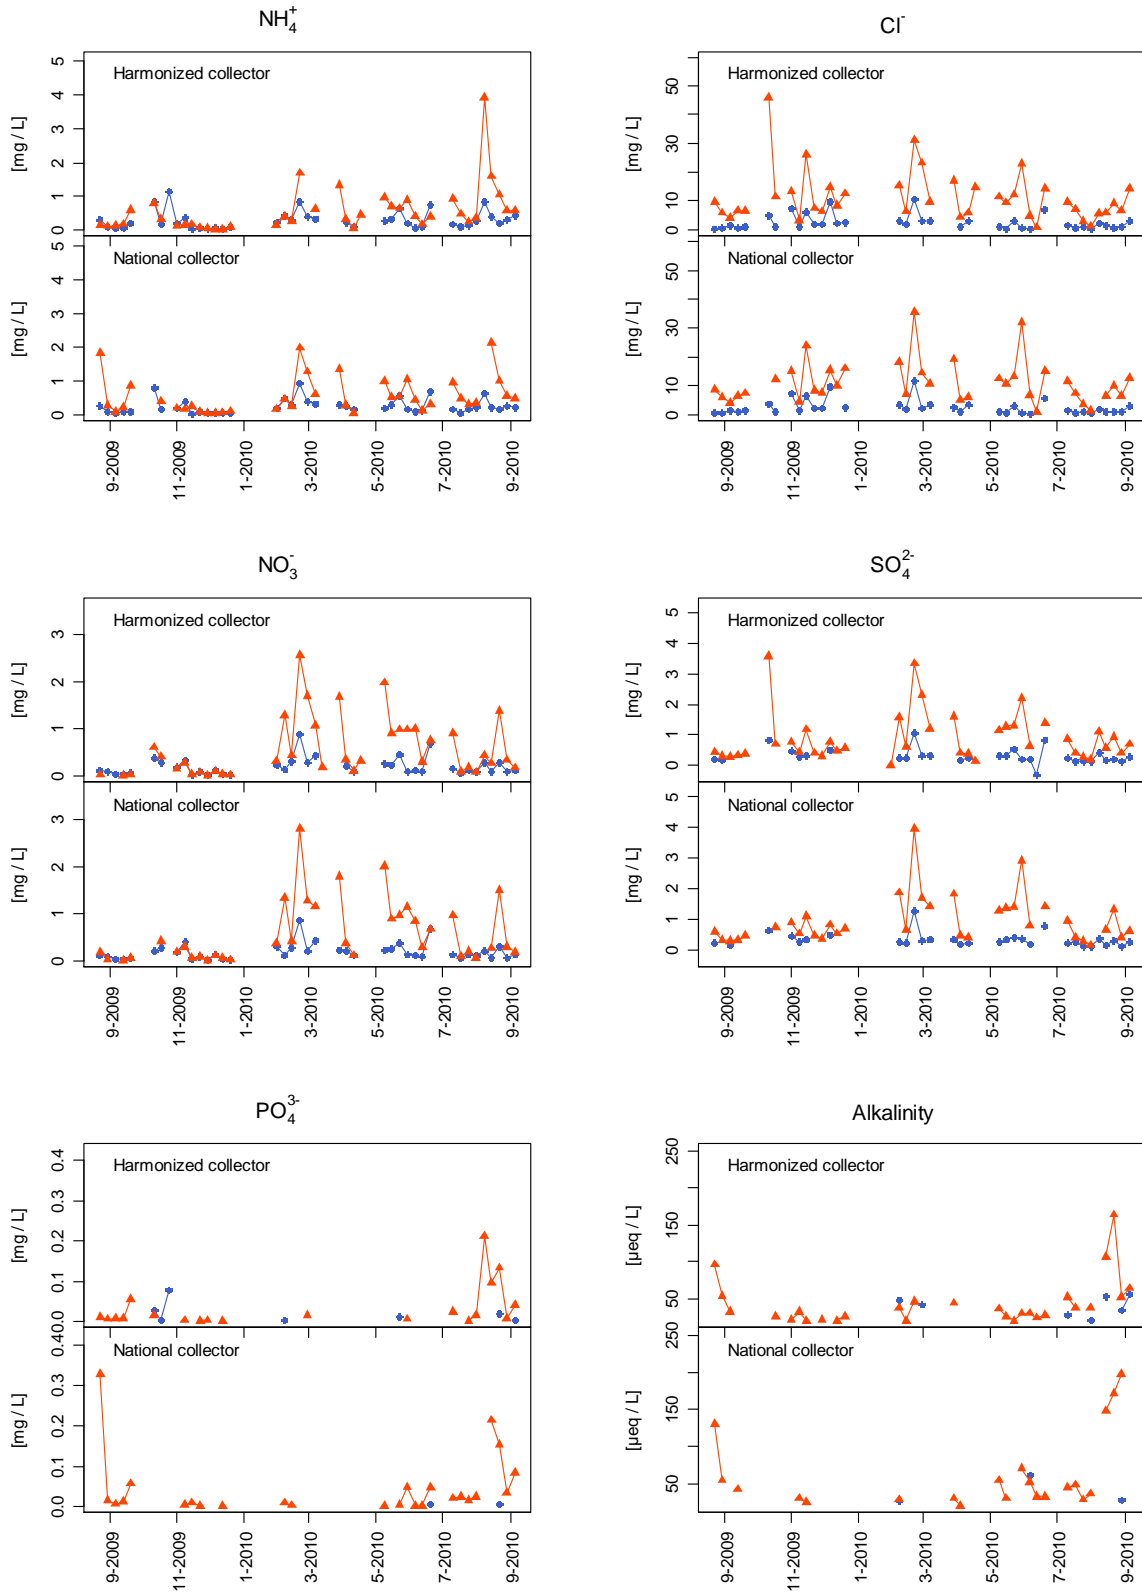 NH4+
Harmonized collector
[mg / L]
0 1 2 3 4 5
National collector
[mg / L]
0 1 2 3 4 5
9-2009 11-2009 1-2010 3-2010 5-2010 7-2010 9-2010
Cl-
Harmonized collector
[mg / L]
0 10 30 50
National collector
[mg / L]
0 10 30 50
9-2009 11-2009 1-2010 3-2010 5-2010 7-2010 9-2010
NO3-
Harmonized collector
[mg / L]
0 1 2 3
National collector
[mg / L]
0 1 2 3
9-2009 11-2009 1-2010 3-2010 5-2010 7-2010 9-2010
SO42-
Harmonized collector
[mg / L]
0 1 2 3 4 5
National collector
[mg / L]
0 1 2 3 4 5
9-2009 11-2009 1-2010 3-2010 5-2010 7-2010 9-2010
PO43-
Harmonized collector
[mg / L]
0.0 0.1 0.2 0.3 0.4
National collector
[mg / L]
0.0 0.1 0.2 0.3 0.4
9-2009 11-2009 1-2010 3-2010 5-2010 7-2010 9-2010
Alkalinity
Harmonized collector
[µeq / L]
50 150 250
National collector
[µeq / L]
50 150 250
9-2009 11-2009 1-2010 3-2010 5-2010 7-2010 9-2010